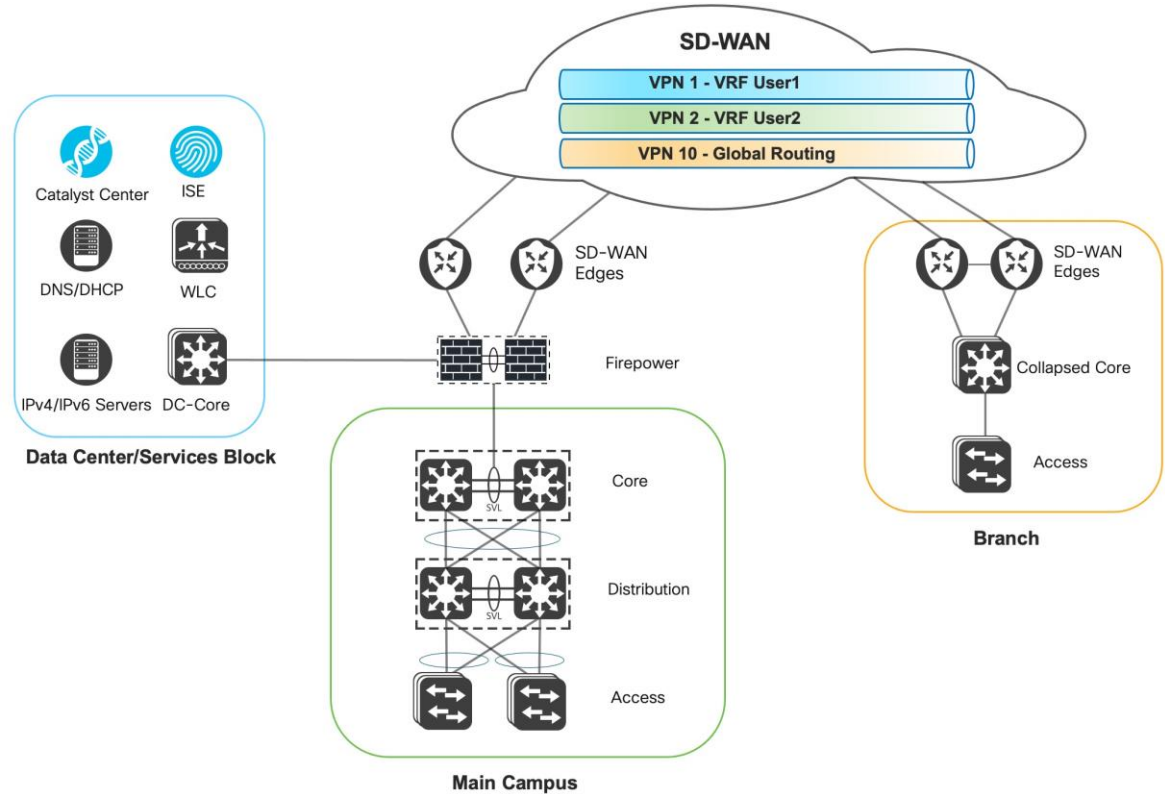 SD-WAN
VPN 1 - VRF User1
VPN 2 - VRF User2
VPN 10 - Global Routing
Catalyst Center
ISE
DNS/DHCP
WLC
IPv4/IPv6 Servers
DC-Core
Data Center/Services Block
SD-WAN
Edges
Firepower
Core
SVL
Distribution
SVL
Access
Main Campus
SD-WAN
Edges
Collapsed Core
Access
Branch